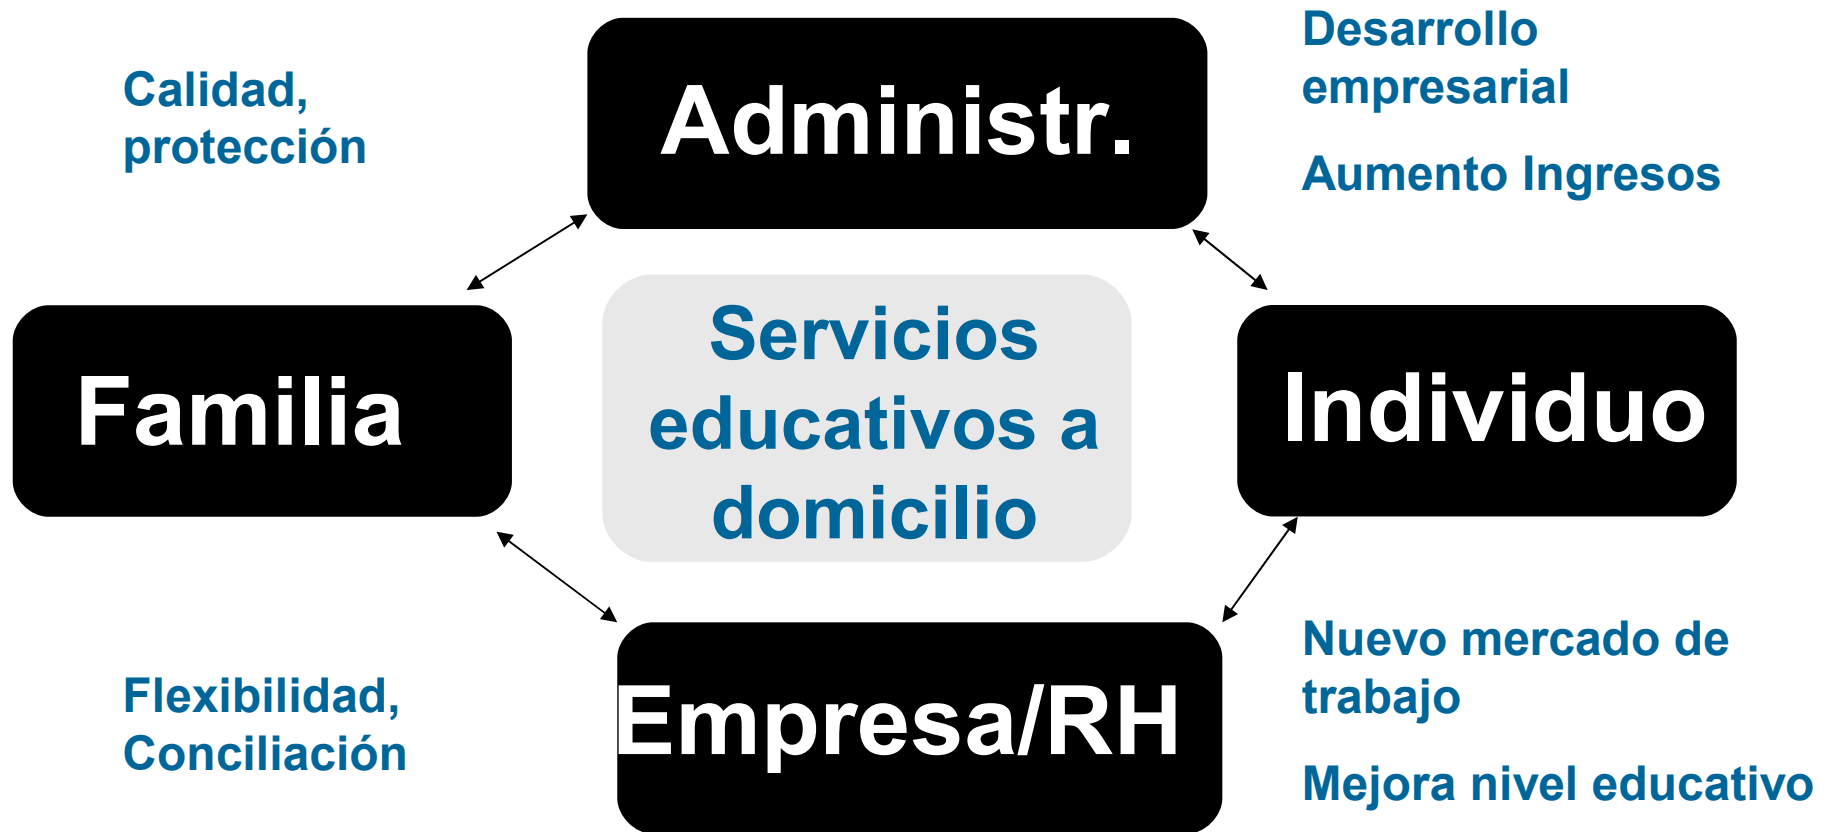 Calidad,
protección
Administr.
Desarrollo
empresarial
Aumento Ingresos
Familia
Servicios
educativos a
domicilio
Individuo
Flexibilidad,
Conciliación
Empresa/RH
Nuevo mercado de
trabajo
Mejora nivel educativo